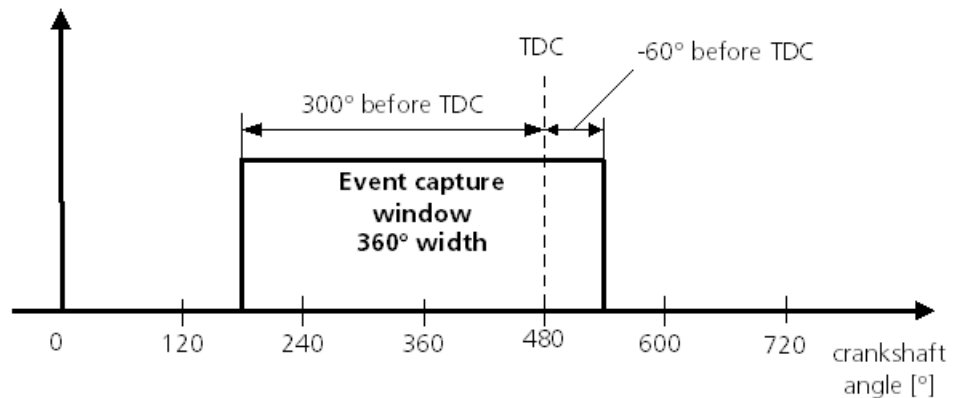 TDC
-60° before TDC
300° before TDC
Event capture
window
360° width
0
120
240
360
480
600
720
crankshaft
angle [°]